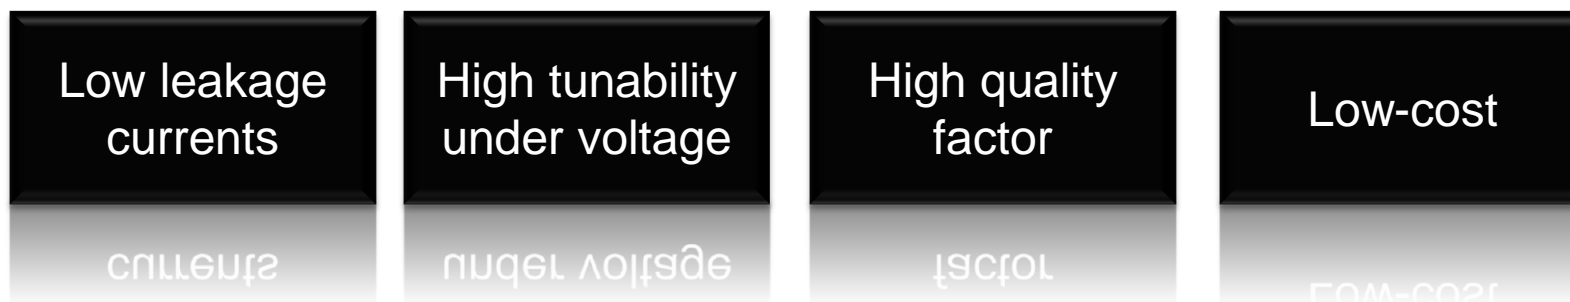 Low leakage
currents
High tunability
under voltage
High quality
factor
Low-cost